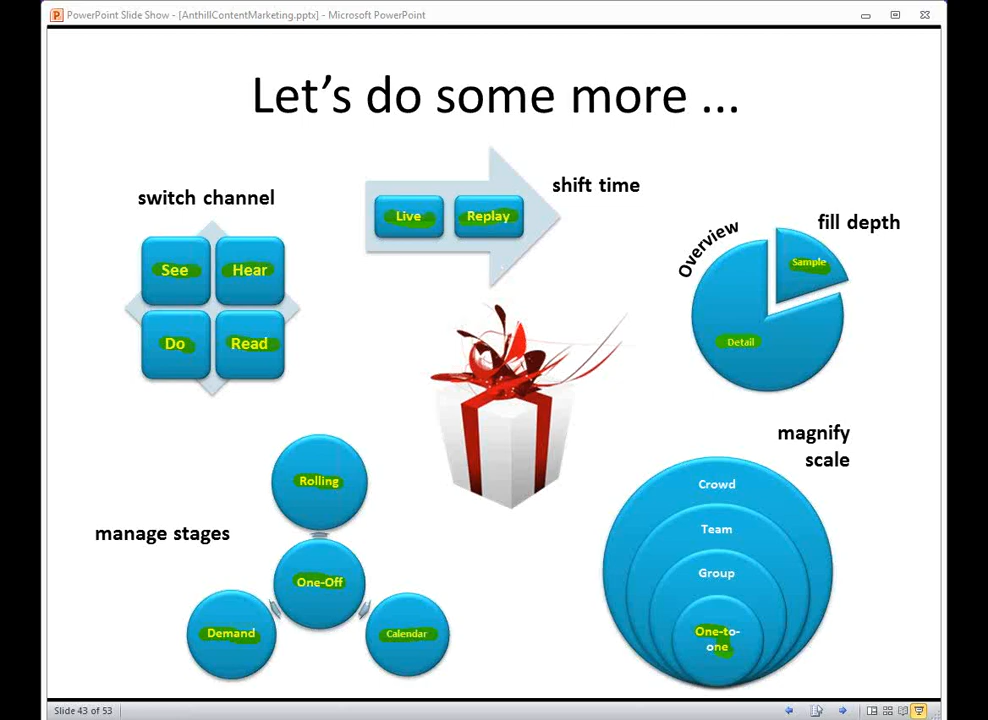 PowerPoint Slide Show - [AnthillContentMarketing.pptx] - Microsoft PowerPoint
Let’s do some more ...
switch channel
See
Hear
Do
Read
Live
Replay
shift time
fill depth
Overview
Sample
Detail
manage stages
Rolling
One-Off
Demand
Calendar
magnify
scale
Crowd
Team
Group
One-to-
one
Slide 43 of 53